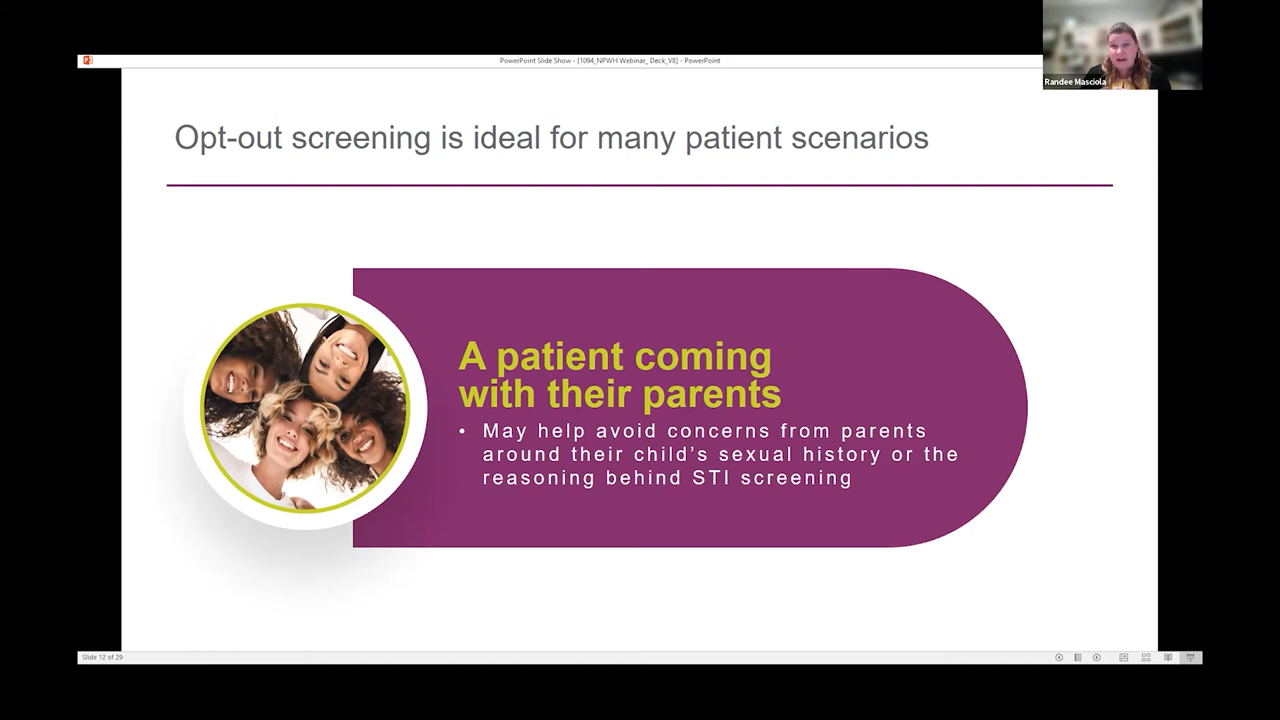 PowerPoint Slide Show - [1094_NPWH Webinar_ Deck_V8] - PowerPoint
Randee Masciola
Opt-out screening is ideal for many patient scenarios
A patient coming
with their parents
• May help avoid concerns from parents
around their child’s sexual history or the
reasoning behind STI screening
Slide 12 of 29